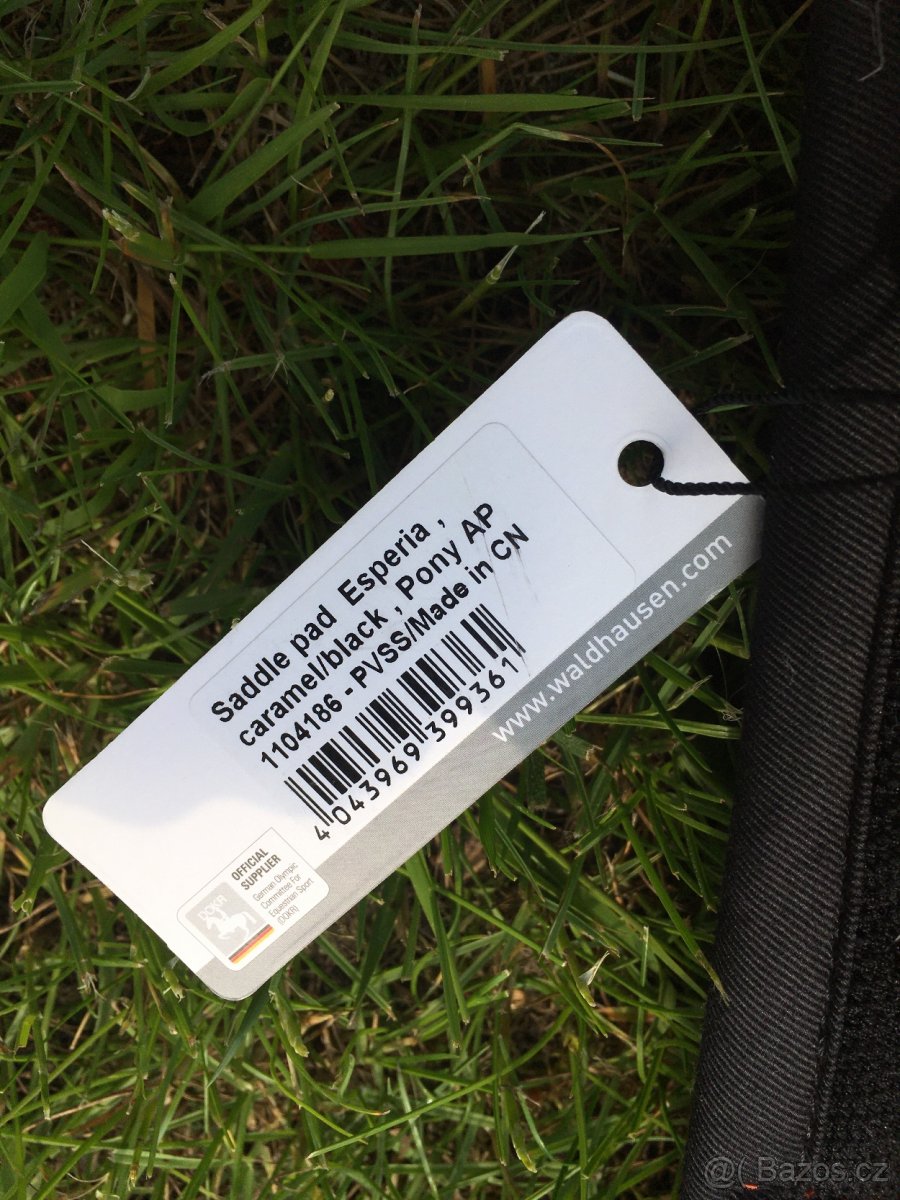 Saddle pad Esperia ,
caramel/black , Pony AP
1104186 - PVSS/Made in CN
4 043969 399361
www.waldhausen.com
DOKR
OFFICIAL
SUPPLIER
German Olympic
Committee For
Equestrian Sport
(DOKR)
@( Bazos.cz